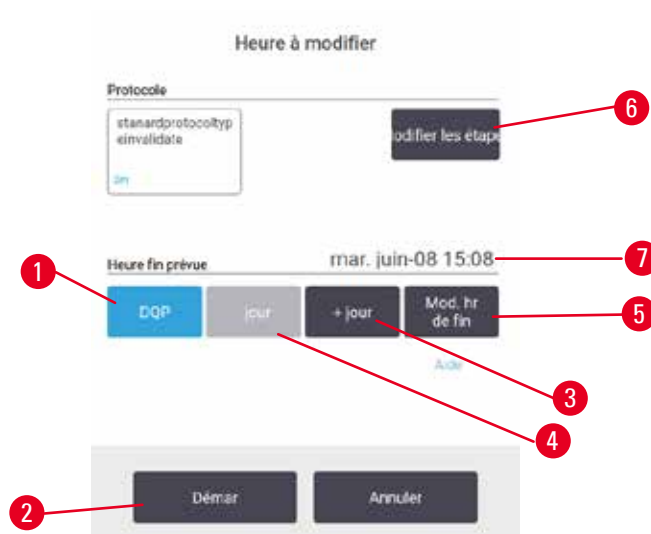 Heure à modifier
Protocole
stanardprotocoltyp
einvalidate
odifier les étape
6
Heure fin prévue
mar. juin-08 15:08
7
1
DQP
jour
+ jour
Mod. hr
de fin
5
Aide
3
4
2
Démar
Annuler